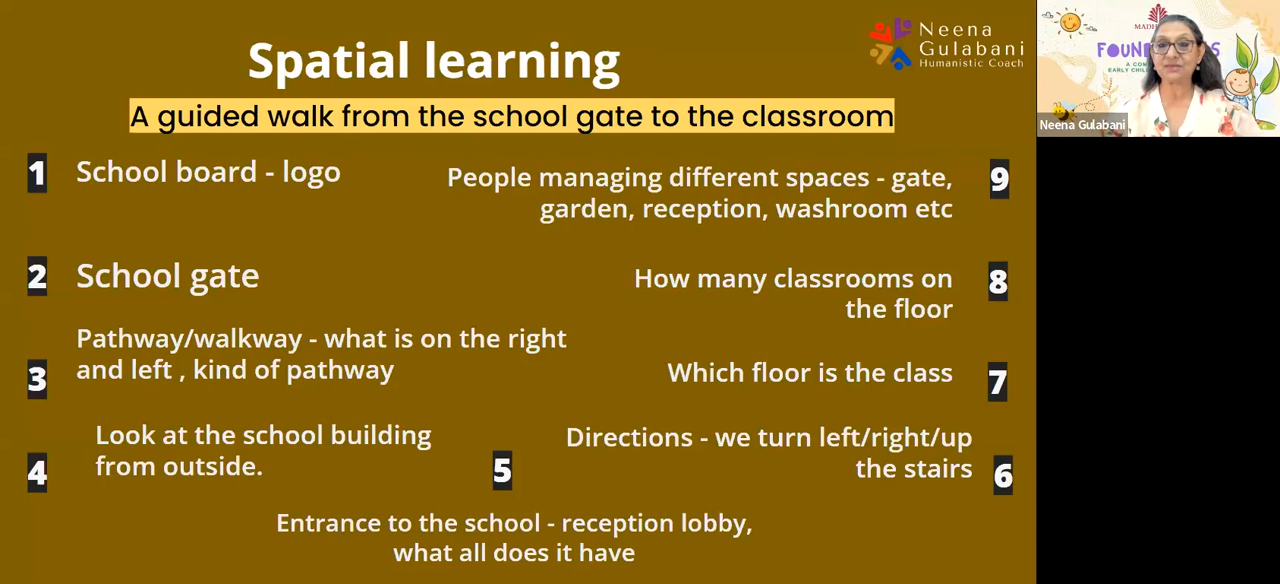 Spatial learning
Neena
Gulabani
Humanistic Coach
A guided walk from the school gate to the classroom
1
School board - logo
2
School gate
3
Pathway/walkway - what is on the right
and left , kind of pathway
4
Look at the school building
from outside.
5
Entrance to the school - reception lobby,
what all does it have
6
Directions - we turn left/right/up
the stairs
7
Which floor is the class
8
How many classrooms on
the floor
9
People managing different spaces - gate,
garden, reception, washroom etc
Neena Gulabani